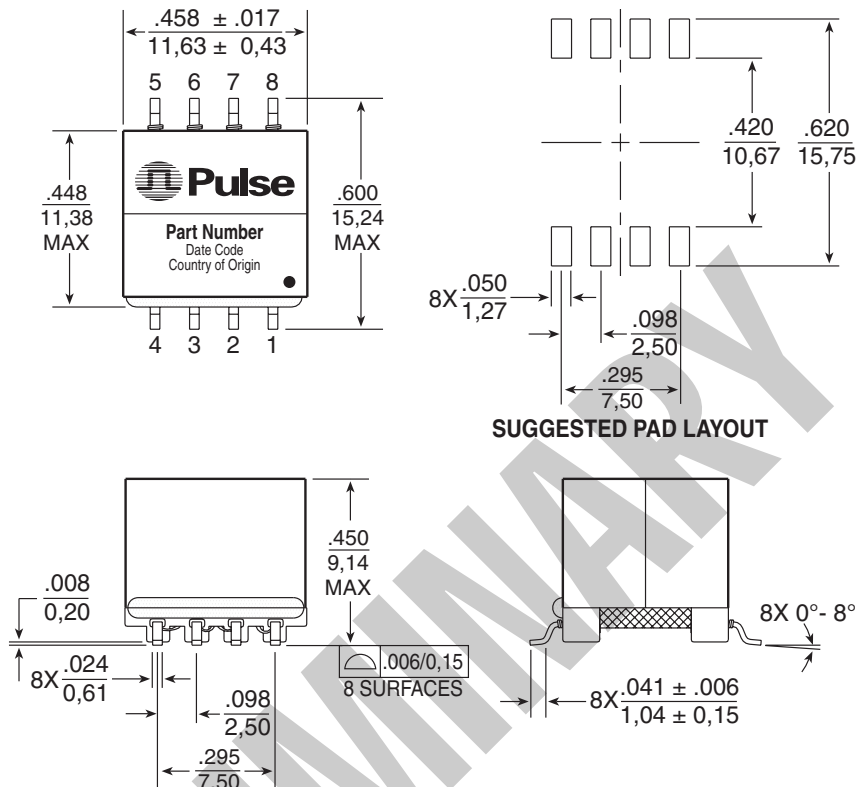 .458 ± .017
11,63 ± 0,43
5 6 7 8
.448
11,38
MAX
Pulse
Part Number
Date Code
Country of Origin
.600
15,24
MAX
4 3 2 1
.420
10,67
.620
15,75
8X .050
1,27
.098
2,50
.295
7,50
SUGGESTED PAD LAYOUT
.450
9,14
MAX
.008
0,20
8X .024
0,61
.098
2,50
.295
7,50
.006/0,15
8 SURFACES
8X 0°- 8°
8X .041 ± .006
1,04 ± 0,15
MINARY